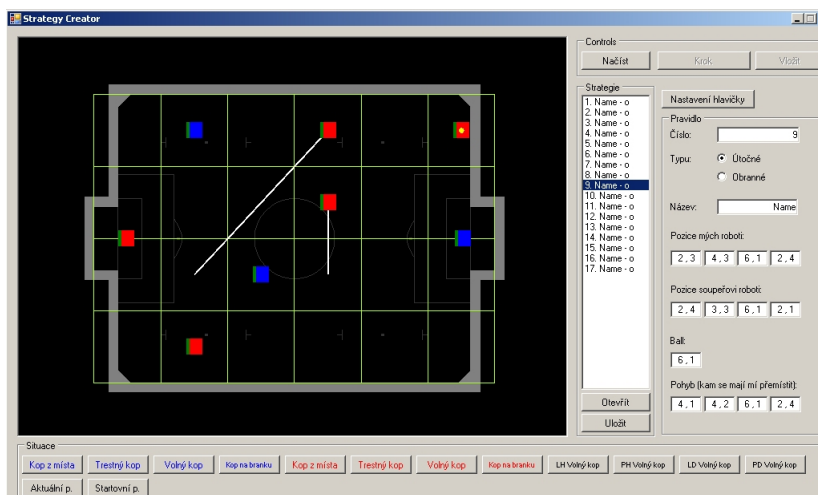 Strategy Creator
Controls
Načíst
Krok
Vložit
Strategie
1. Name - o
2. Name - o
3. Name - o
4. Name - o
5. Name - o
6. Name - o
7. Name - o
8. Name - o
9. Name - o
10. Name - o
11. Name - o
12. Name - o
13. Name - o
14. Name - o
15. Name - o
16. Name - o
17. Name - o
Otevřít
Uložit
Nastavení hlavičky
Pravidlo
Číslo: 9
Typu: Útočné
Obranné
Název: Name
Pozice mých roboti:
2,3 4,3 6,1 2,4
Pozice soupeřovi roboti:
2,4 3,3 6,1 2,1
Ball:
6,1
Pohyb (kam se mají mí přemístit):
4,1 4,2 6,1 2,4
Situace
Kop z místa Trestný kop Volný kop Kop na branku Kop z místa Trestný kop Volný kop Kop na branku LH Volný kop PH Volný kop LD Volný kop PD Volný kop
Aktuální p. Startovní p.